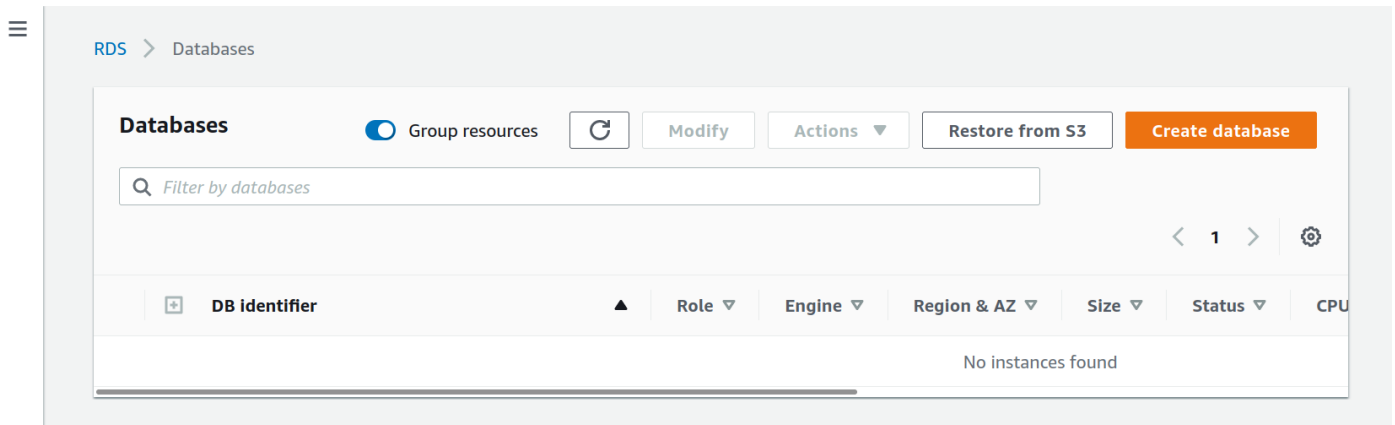 RDS > Databases
Databases Group resources Modify Actions Restore from S3 Create database
Filter by databases
1
DB identifier Role Engine Region & AZ Size Status CPU
No instances found